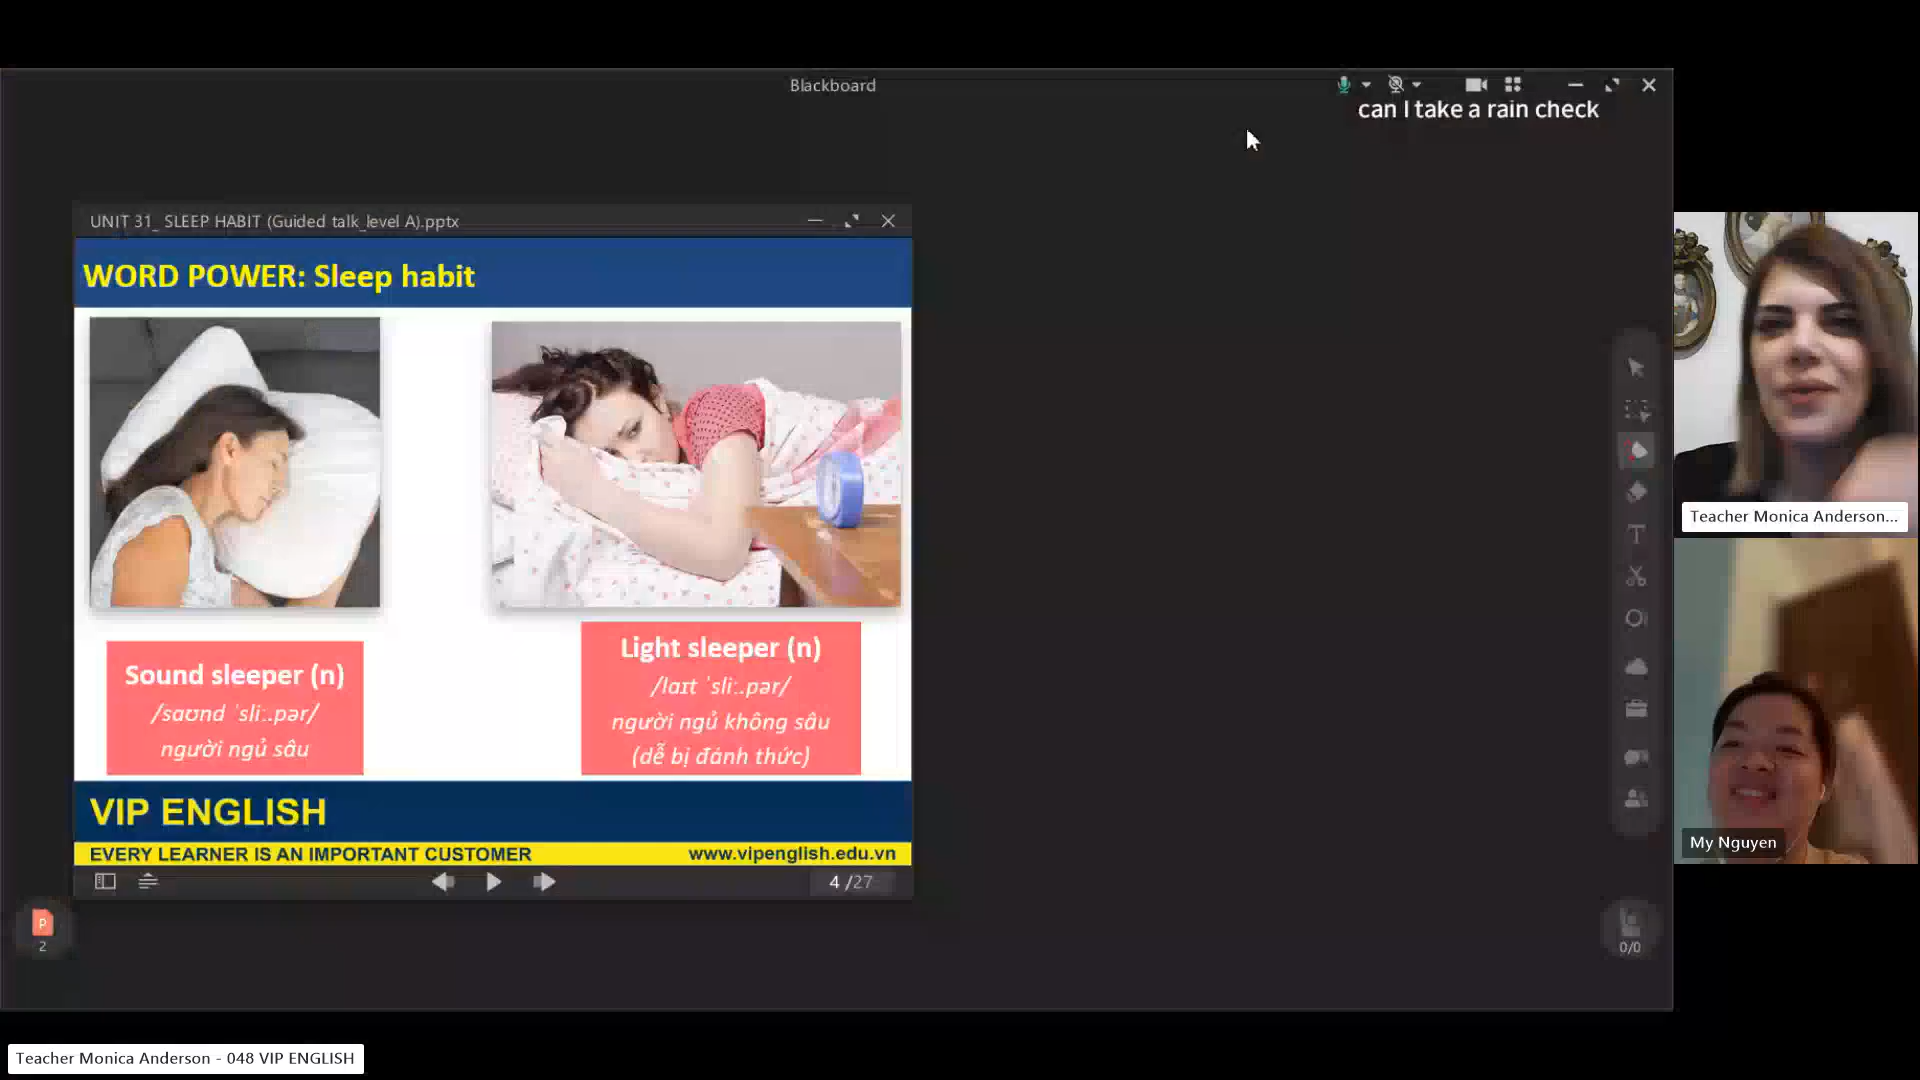 Blackboard
can I take a rain check
UNIT 31_ SLEEP HABIT (Guided talk_level A).pptx
WORD POWER: Sleep habit
Sound sleeper (n)
/saʊnd ˈsliː.pər/
người ngủ sâu
Light sleeper (n)
/laɪt ˈsliː.pər/
người ngủ không sâu
(dễ bị đánh thức)
VIP ENGLISH
EVERY LEARNER IS AN IMPORTANT CUSTOMER
www.vipenglish.edu.vn
4 /27
P
2
T
0/0
Teacher Monica Anderson...
My Nguyen
Teacher Monica Anderson - 048 VIP ENGLISH